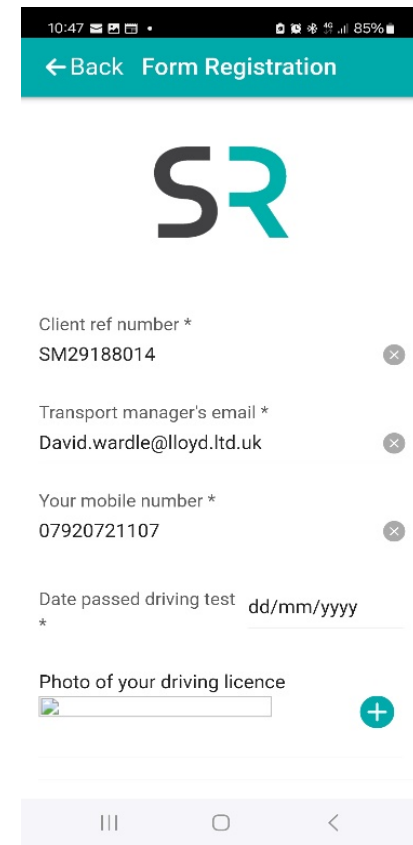 10:47
4G 85%
←Back Form Registration
SR
Client ref number *
SM29188014
Transport manager's email *
David.wardle@lloyd.ltd.uk
Your mobile number *
07920721107
Date passed driving test
* dd/mm/yyyy
Photo of your driving licence